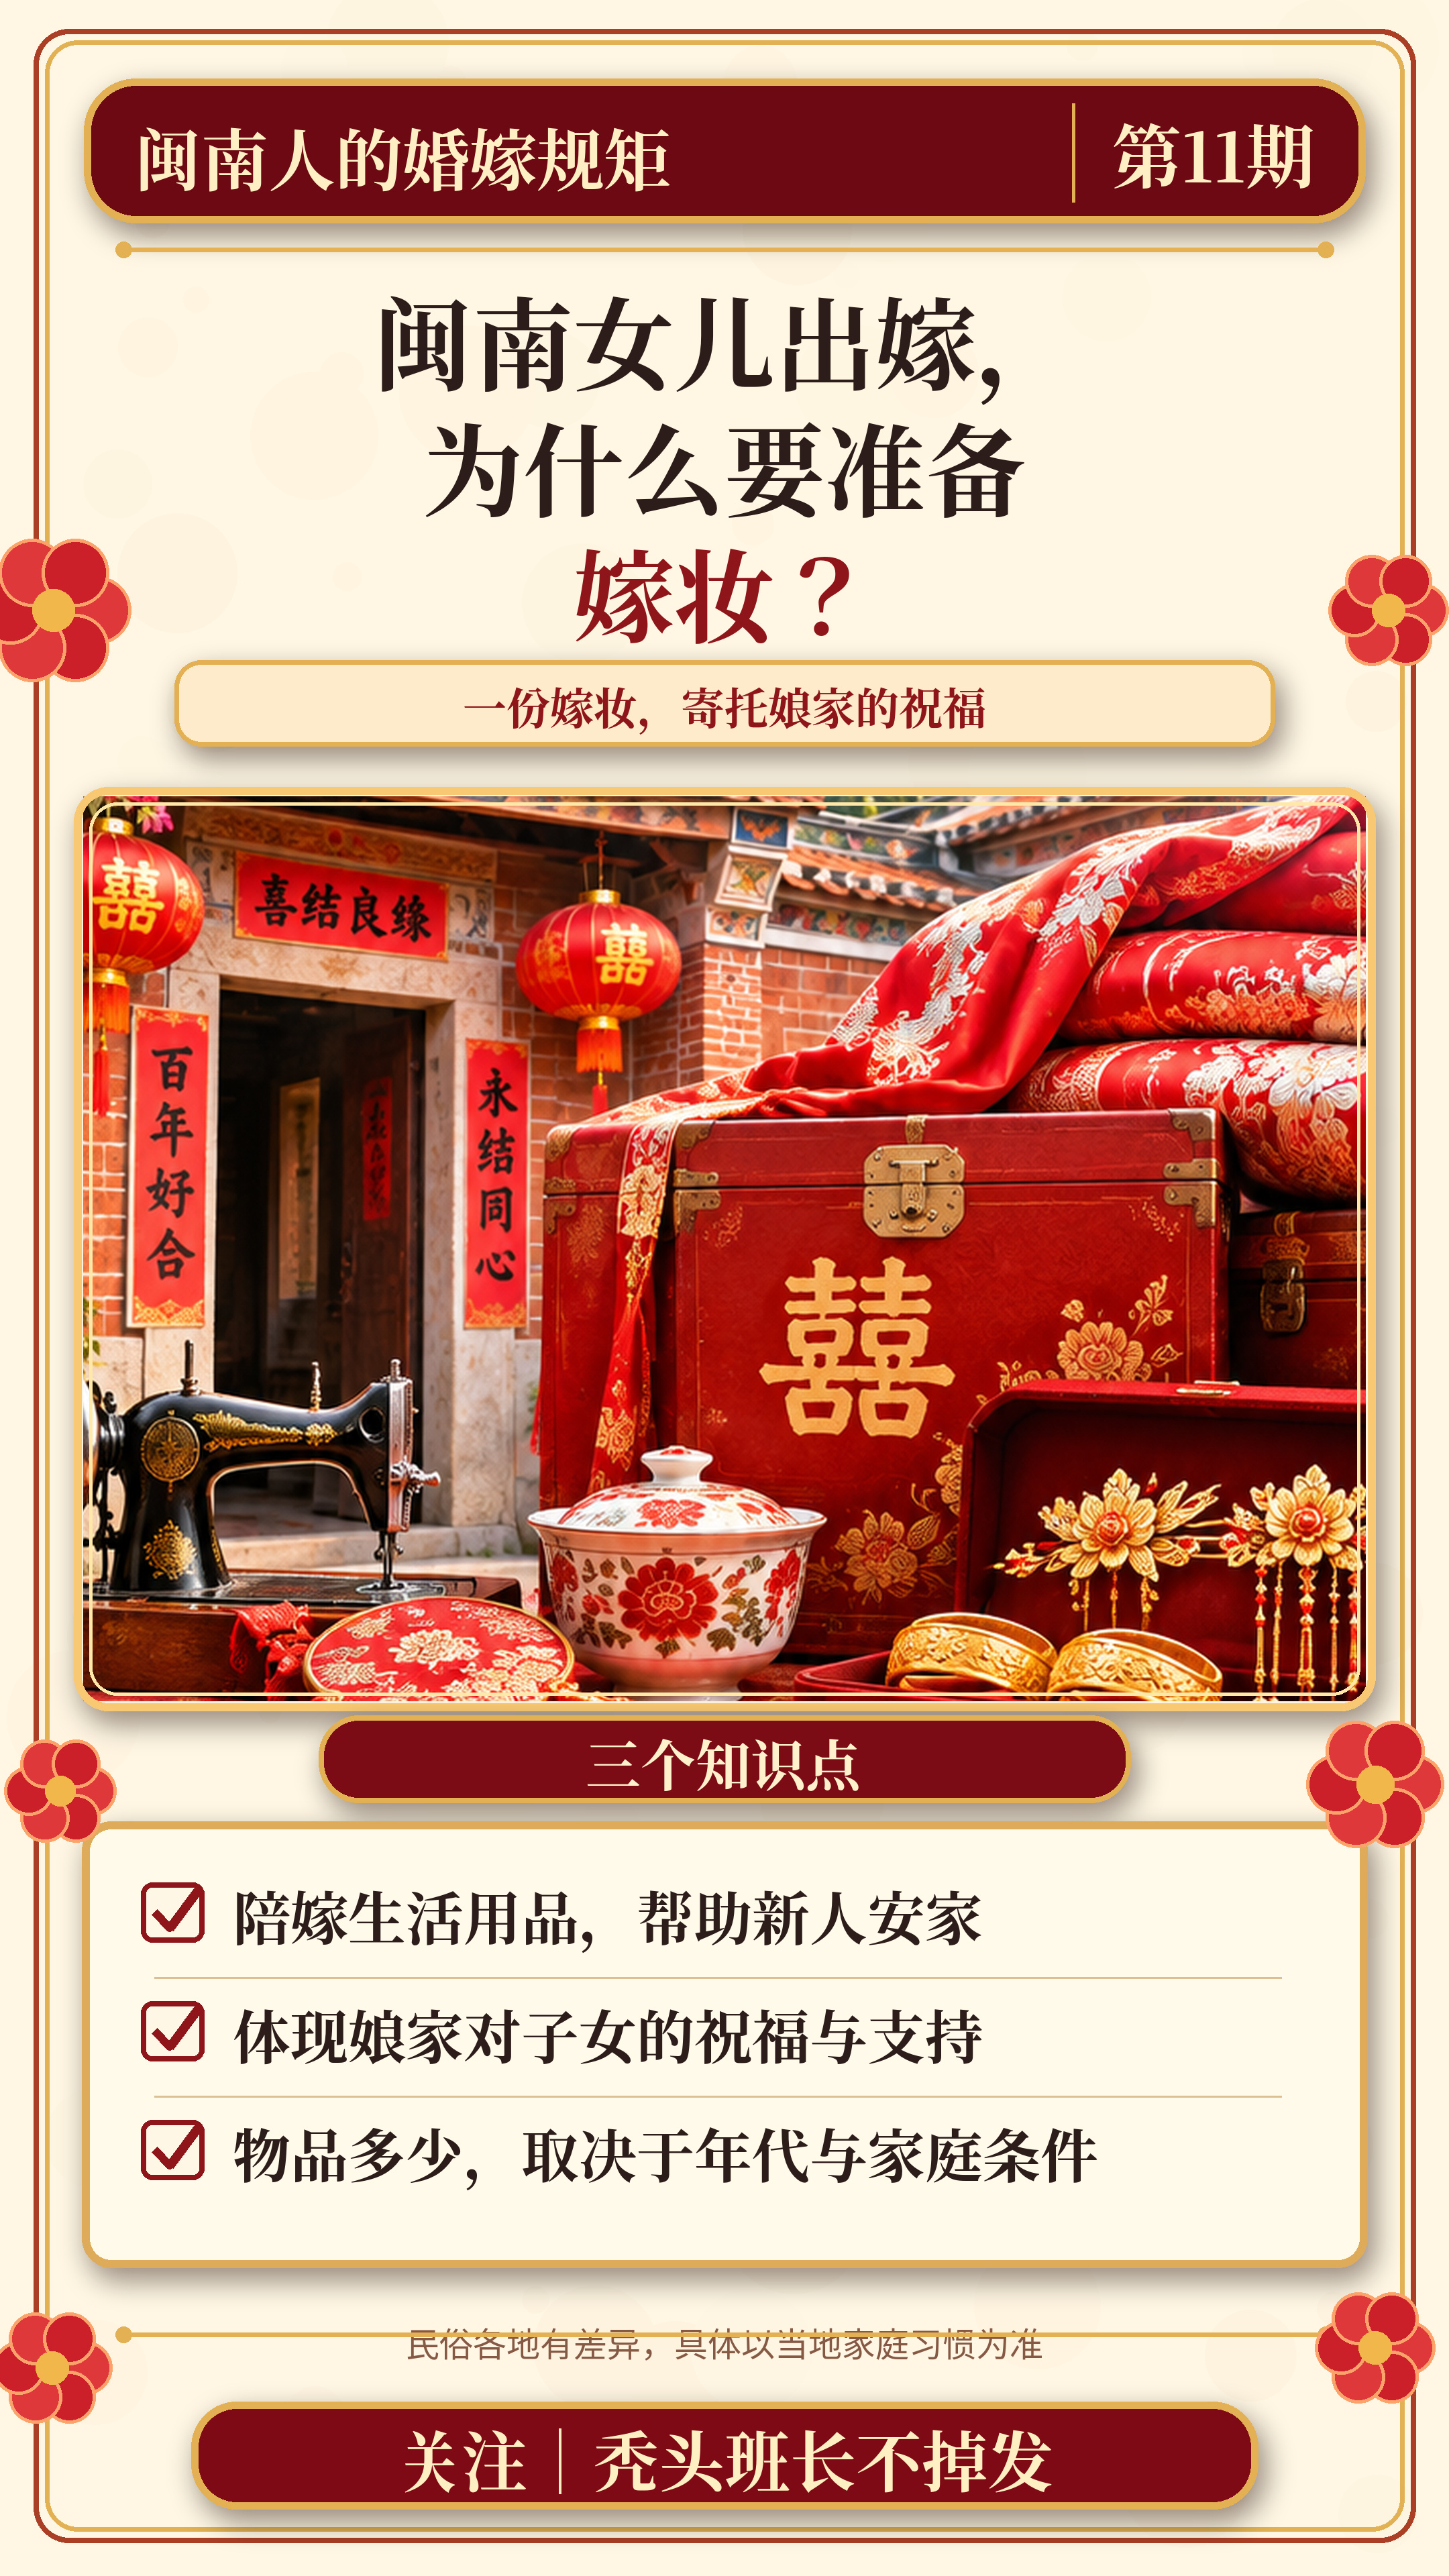 闽南人的婚嫁规矩
第11期
闽南女儿出嫁，
为什么要准备
嫁妆？
一份嫁妆，寄托娘家的祝福
囍
喜结良缘
囍
百年好合
永结同心
囍
三个知识点
陪嫁生活用品，帮助新人安家
体现娘家对子女的祝福与支持
物品多少，取决于年代与家庭条件
民俗各地有差异，具体以当地家庭习惯为准
关注｜秃头班长不掉发